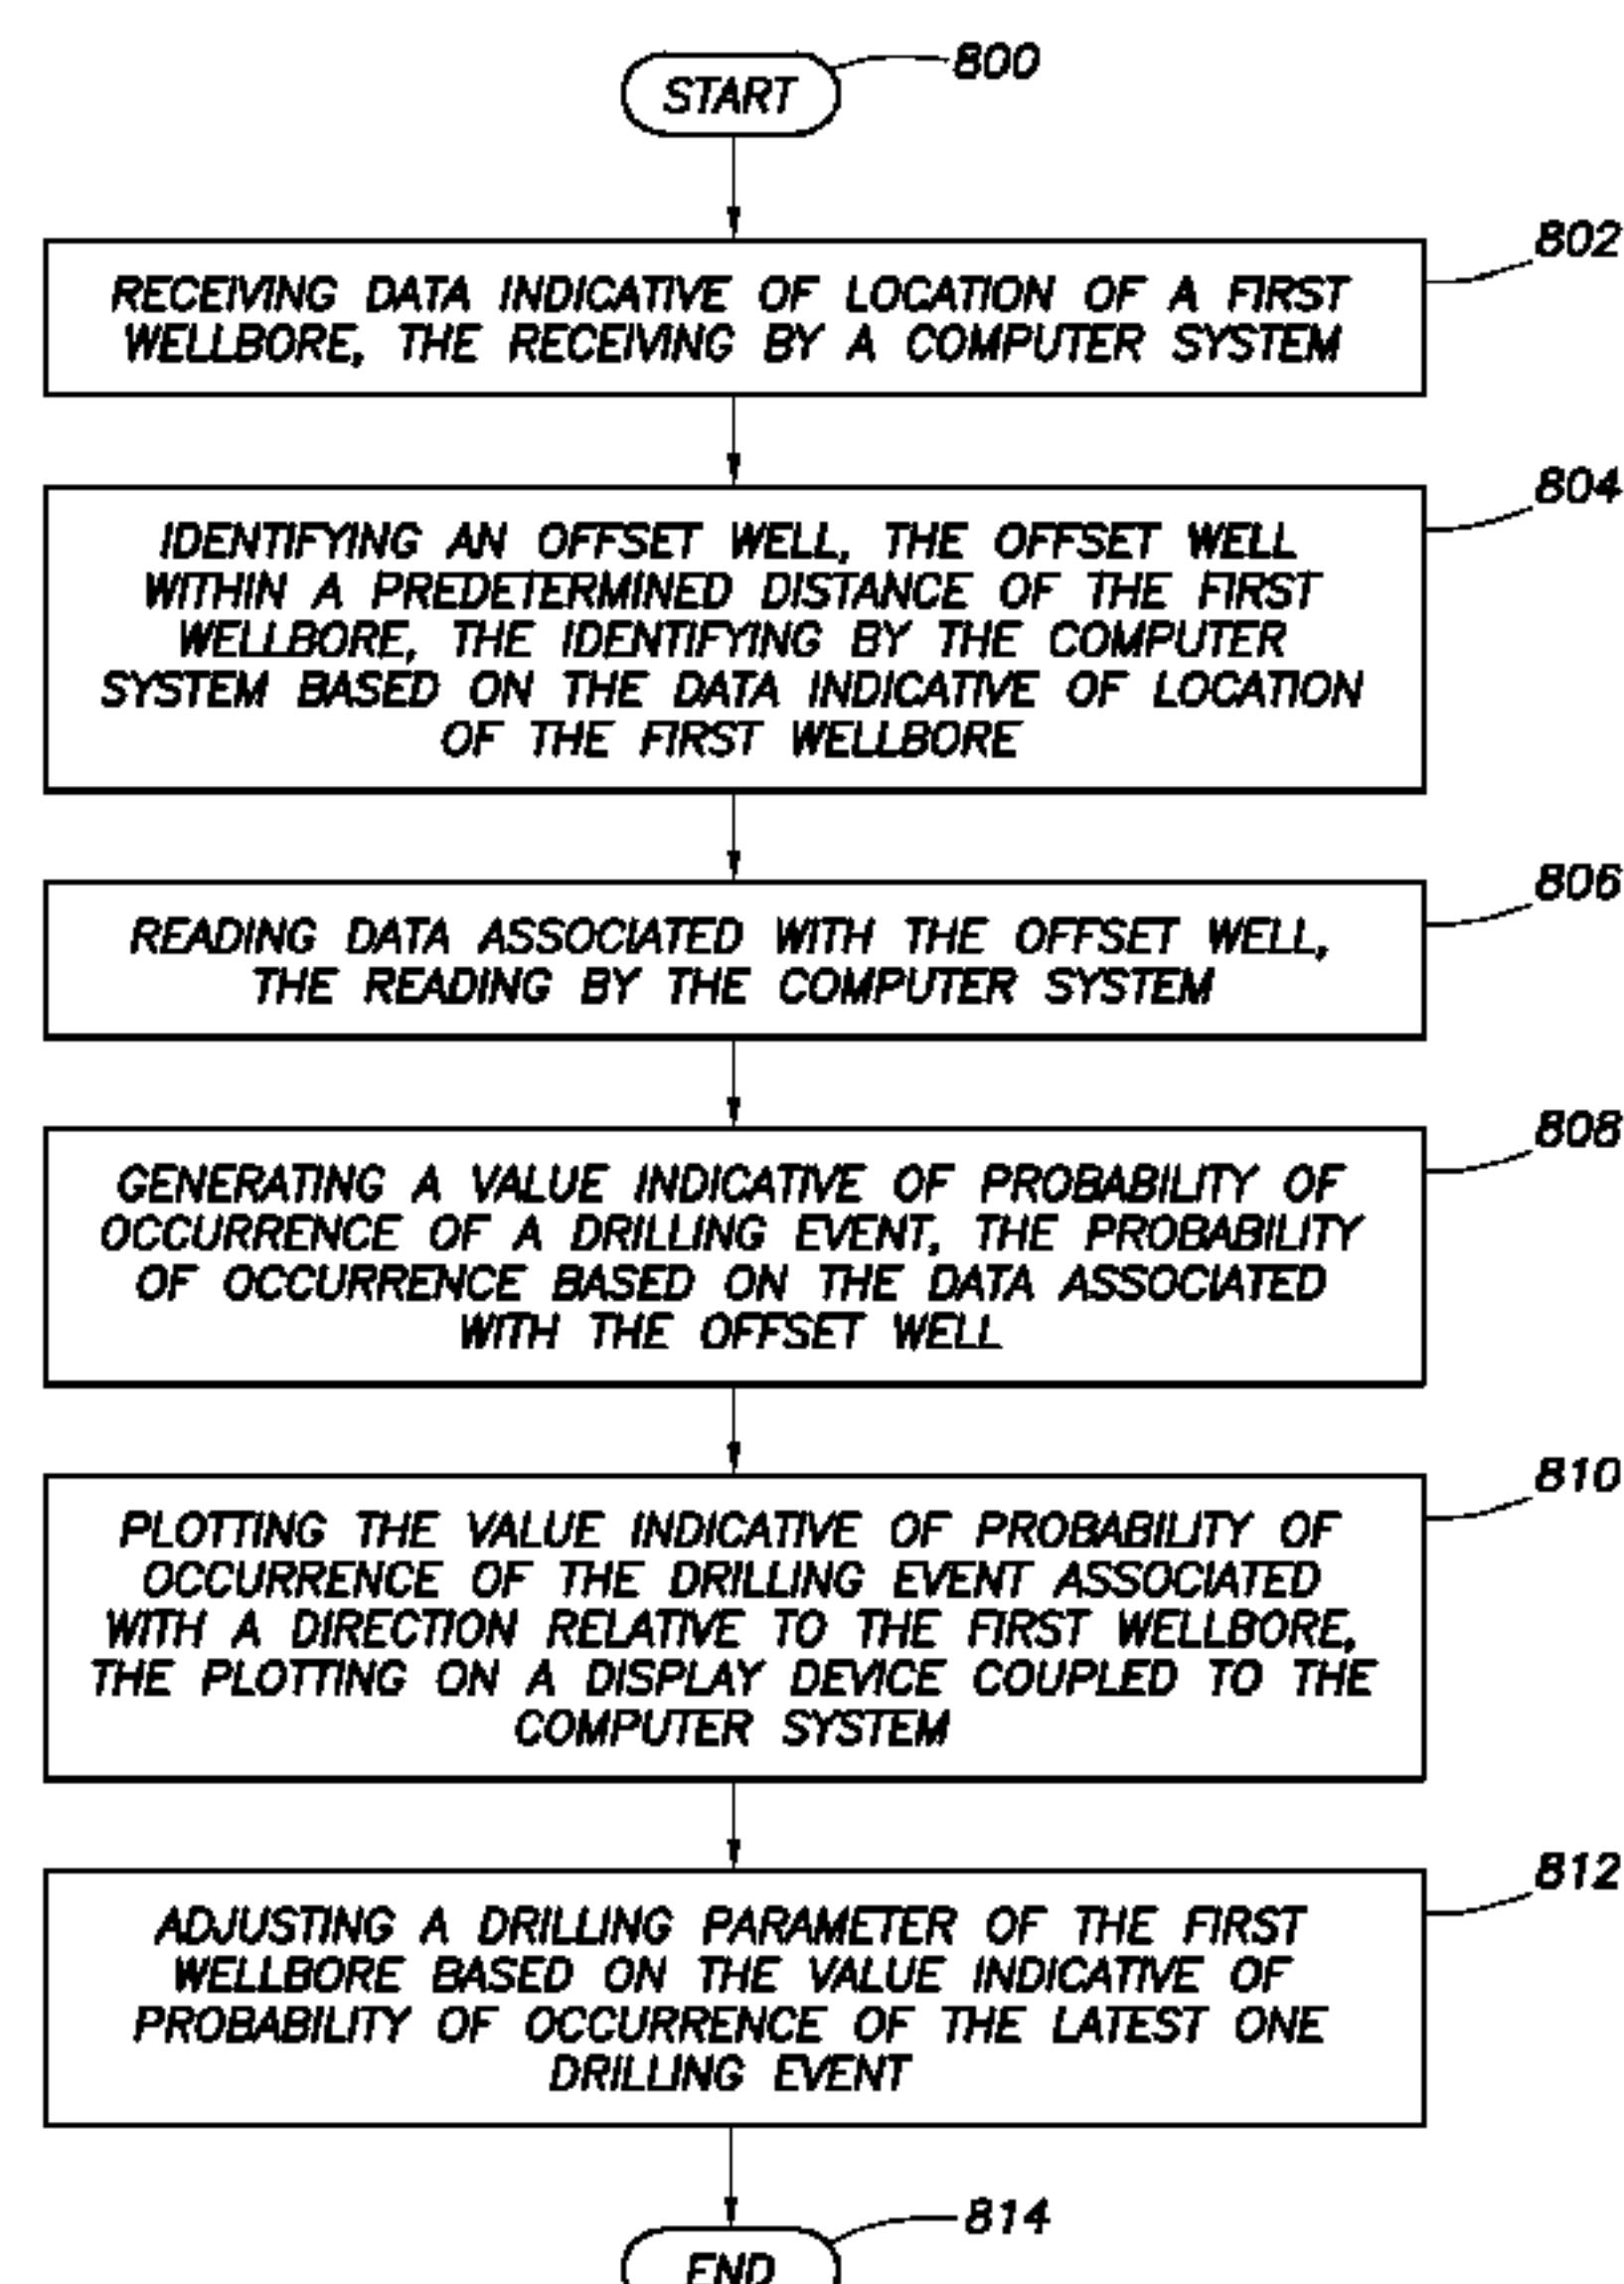 START
800
802
RECEIVING DATA INDICATIVE OF LOCATION OF A FIRST
WELLBORE, THE RECEIVING BY A COMPUTER SYSTEM
804
IDENTIFYING AN OFFSET WELL, THE OFFSET WELL
WITHIN A PREDETERMINED DISTANCE OF THE FIRST
WELLBORE, THE IDENTIFYING BY THE COMPUTER
SYSTEM BASED ON THE DATA INDICATIVE OF LOCATION
OF THE FIRST WELLBORE
806
READING DATA ASSOCIATED WITH THE OFFSET WELL,
THE READING BY THE COMPUTER SYSTEM
808
GENERATING A VALUE INDICATIVE OF PROBABILITY OF
OCCURRENCE OF A DRILLING EVENT, THE PROBABILITY
OF OCCURRENCE BASED ON THE DATA ASSOCIATED
WITH THE OFFSET WELL
810
PLOTTING THE VALUE INDICATIVE OF PROBABILITY OF
OCCURRENCE OF THE DRILLING EVENT ASSOCIATED
WITH A DIRECTION RELATIVE TO THE FIRST WELLBORE,
THE PLOTTING ON A DISPLAY DEVICE COUPLED TO THE
COMPUTER SYSTEM
812
ADJUSTING A DRILLING PARAMETER OF THE FIRST
WELLBORE BASED ON THE VALUE INDICATIVE OF
PROBABILITY OF OCCURRENCE OF THE LATEST ONE
DRILLING EVENT
814
END